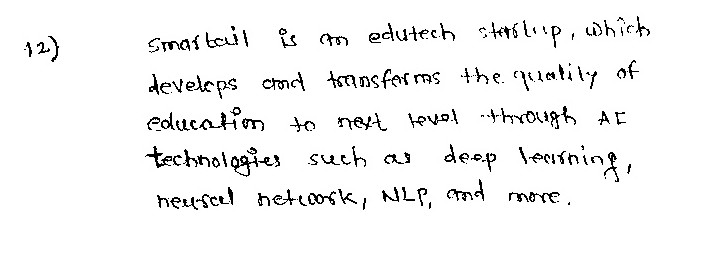 12) Smartail is an edutech startup, which
develops and transforms the quality of
education to next level through AI
technologies such as deep learning,
neural network, NLP, and more.